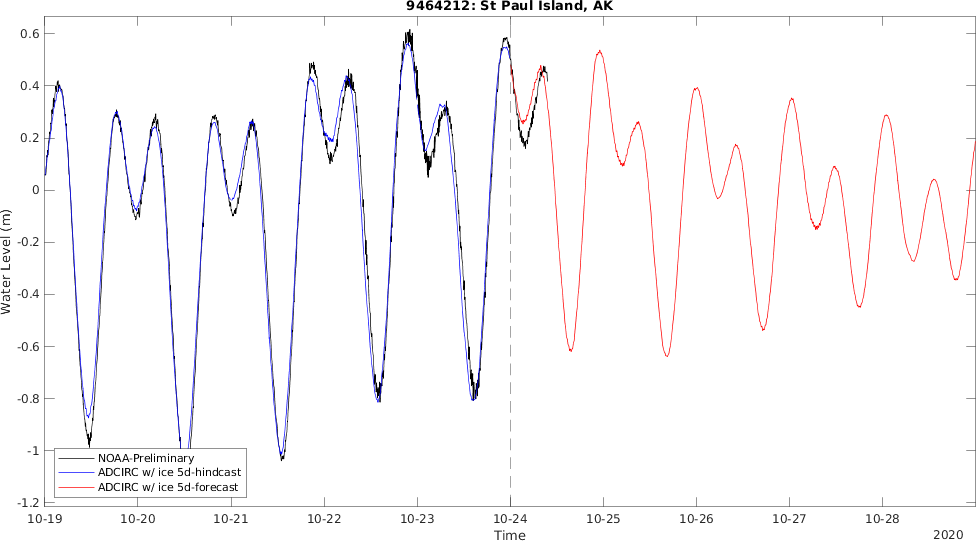 9464212: St Paul Island, AK
0.6
0.4
0.2
0
-0.2
-0.4
-0.6
-0.8
-1
-1.2
Water Level (m)
NOAA-Preliminary
ADCIRC w/ ice 5d-hindcast
ADCIRC w/ ice 5d-forecast
10-19 10-20 10-21 10-22 10-23 10-24 10-25 10-26 10-27 10-28
Time
2020